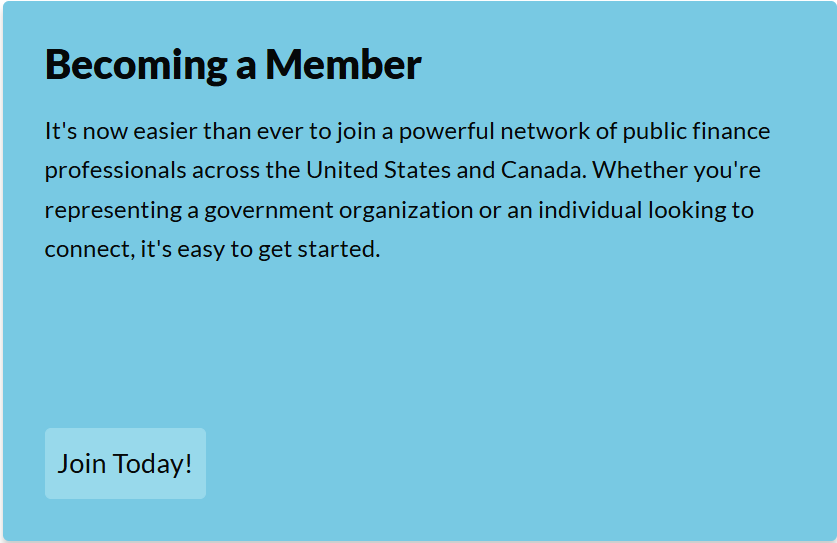 Becoming a Member
It's now easier than ever to join a powerful network of public finance
professionals across the United States and Canada. Whether you're
representing a government organization or an individual looking to
connect, it's easy to get started.
Join Today!